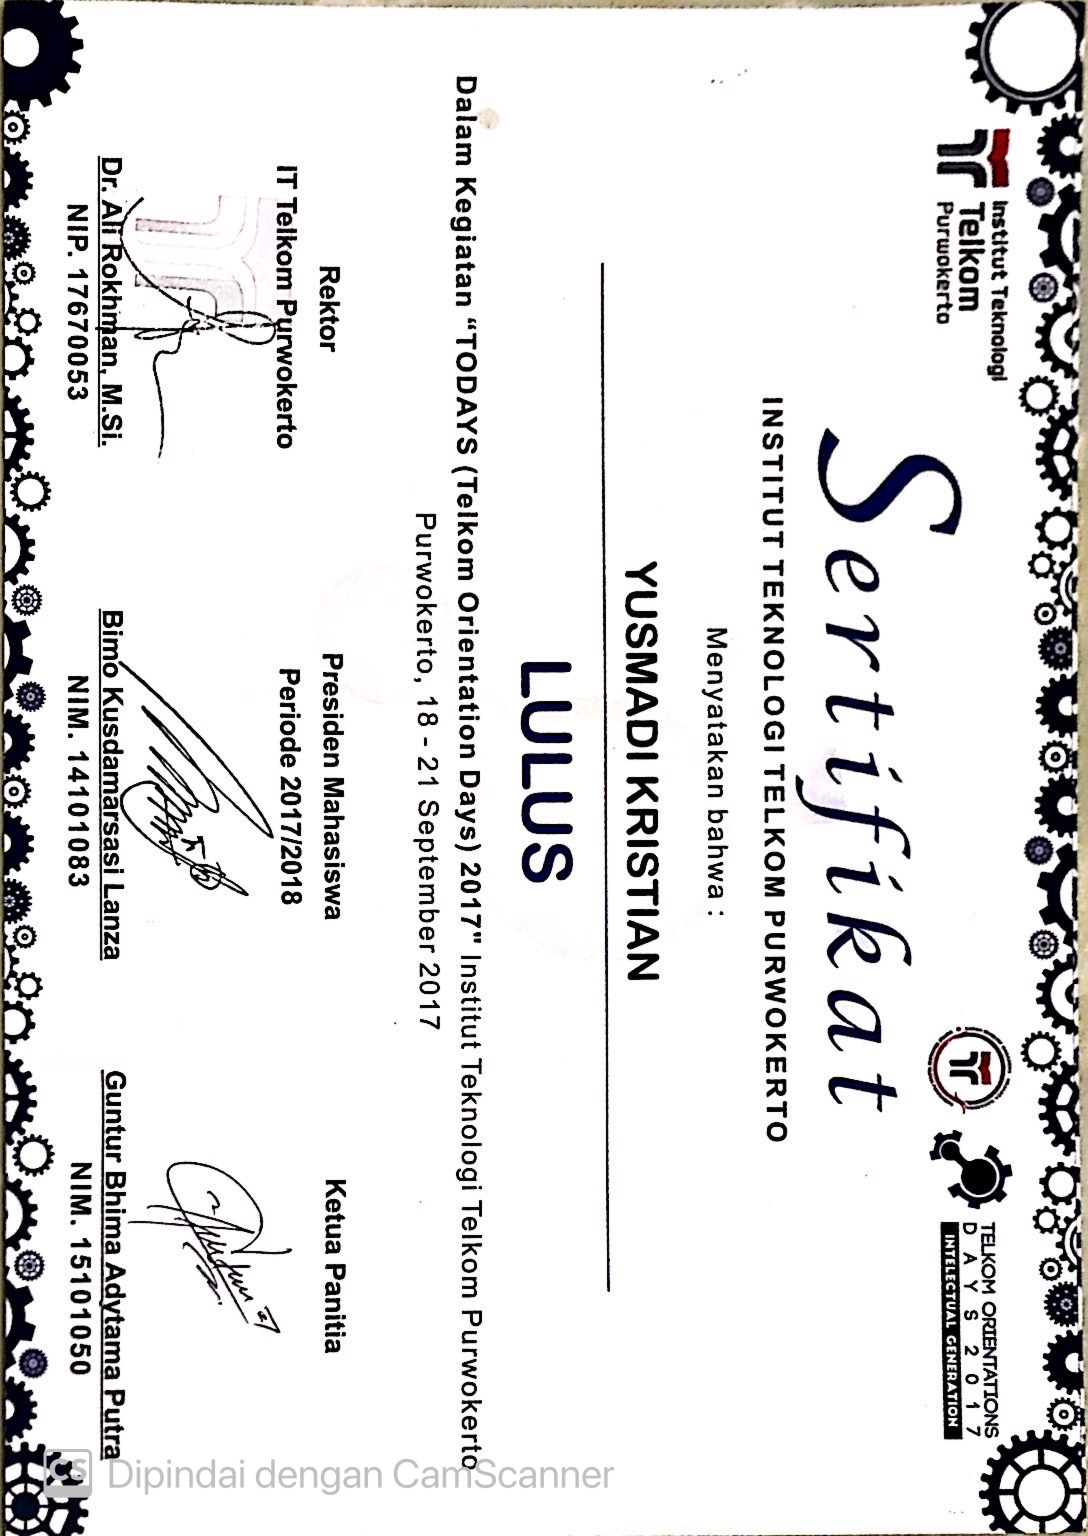 Institut Teknologi
Telkom
Purwokerto
TELKOM ORIENTATIONS
DAYS 2017
INTELECTUAL GENERATION
Sertifikat
INSTITUT TEKNOLOGI TELKOM PURWOKERTO
Menyatakan bahwa :
YUSMADI KRISTIAN
LULUS
Dalam Kegiatan “TODAYS (Telkom Orientation Days) 2017" Institut Teknologi Telkom Purwokerto
Purwokerto, 18 - 21 September 2017
Rektor
IT Telkom Purwokerto
Dr. Ali Rokhman, M.Si.
NIP. 17670053
Presiden Mahasiswa
Periode 2017/2018
Bimo Kusdamarsasi Lanza
NIM. 14101083
Ketua Panitia
Guntur Bhima Adytama Putra
NIM. 15101050
CS Dipindai dengan CamScanner